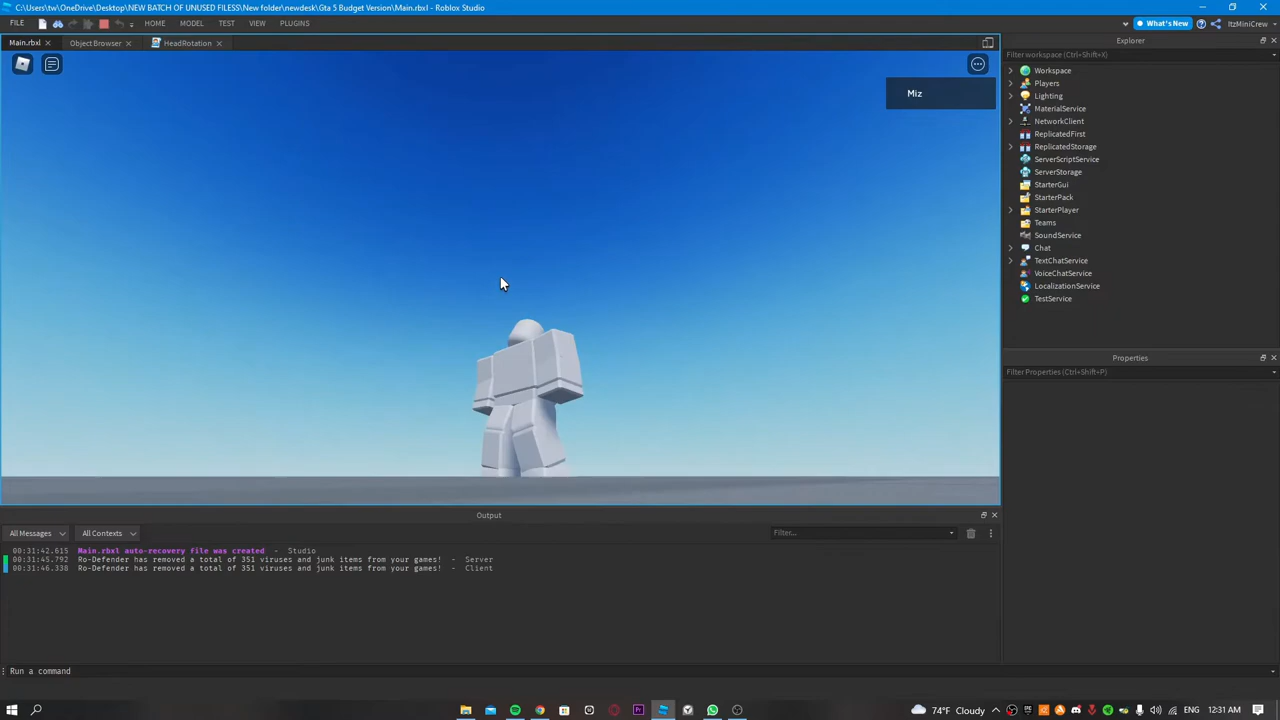 C:\Users\tw\OneDrive\Desktop\NEW BATCH OF UNUSED FILESS\New folder\newdesk\Gta 5 Budget Version\Main.rbxl - Roblox Studio
FILE HOME MODEL TEST VIEW PLUGINS What's New ItzMiniCrew
Main.rbxl Object Browser HeadRotation
Explorer
Filter workspace (Ctrl+Shift+X)
Workspace
Players
Miz
Lighting
MaterialService
NetworkClient
ReplicatedFirst
ReplicatedStorage
ServerScriptService
ServerStorage
StarterGui
StarterPack
StarterPlayer
Teams
SoundService
Chat
TextChatService
VoiceChatService
LocalizationService
TestService
Properties
Filter Properties (Ctrl+Shift+P)
Output
All Messages All Contexts Filter...
00:31:42.615 Main.rbxl auto-recovery file was created - Studio
00:31:45.792 Ro-Defender has removed a total of 351 viruses and junk items from your games! - Server
00:31:46.338 Ro-Defender has removed a total of 351 viruses and junk items from your games! - Client
Run a command
74°F Cloudy ENG 12:31 AM